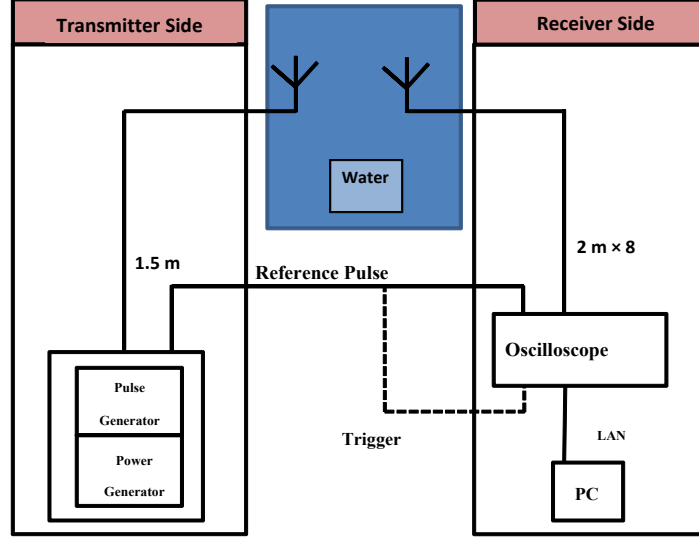 Transmitter Side
Receiver Side
Water
1.5 m
2 m × 8
Reference Pulse
Oscilloscope
Pulse
Generator
Trigger
LAN
Power
Generator
PC